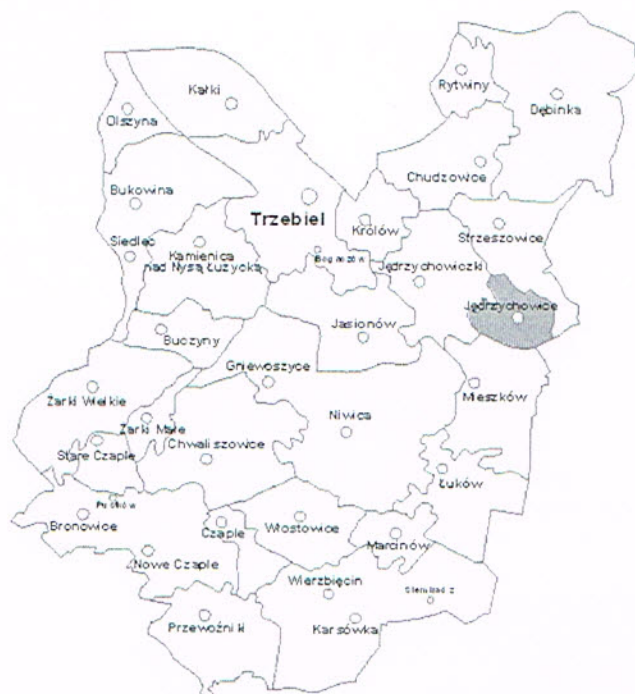 Rytwiny
Kałki
Dębinka
Olszyna
Chudzowice
Bukowina
Trzebiel
Królów
Strzeszowice
Siedlec
Kamienica
nad Nysą Łużycką
Jędrzychowiczki
Jędrzychowice
Jasionów
Buczyny
Gniewoszyce
Żarki Wielkie
Mieszków
Żarki Małe
Niwica
Stare Czaple
Chwaliszowice
Łuków
Bronowice
Czaple
Włostowice
Marcinów
Nowe Czaple
Wierzbięcin
Przewoźniki
Karsówka